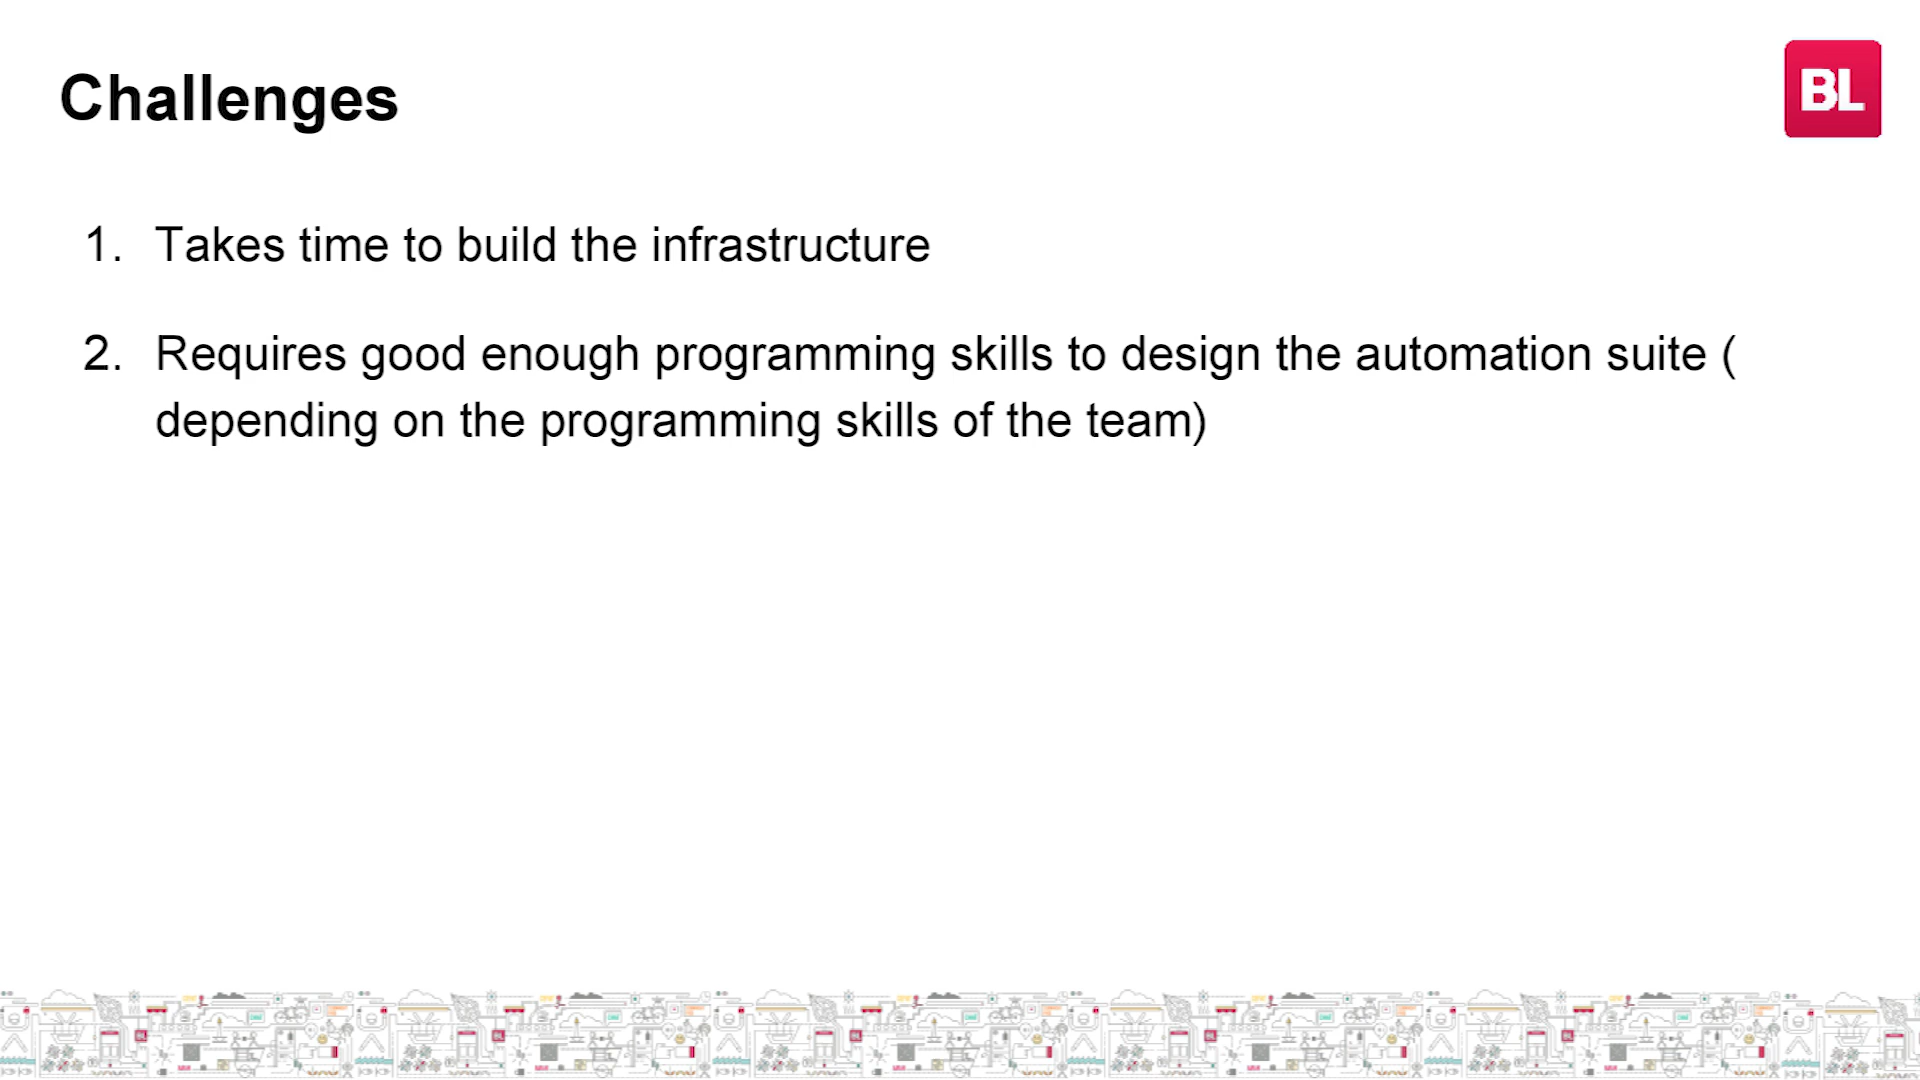 Challenges
BL
1. Takes time to build the infrastructure
2. Requires good enough programming skills to design the automation suite (
depending on the programming skills of the team)